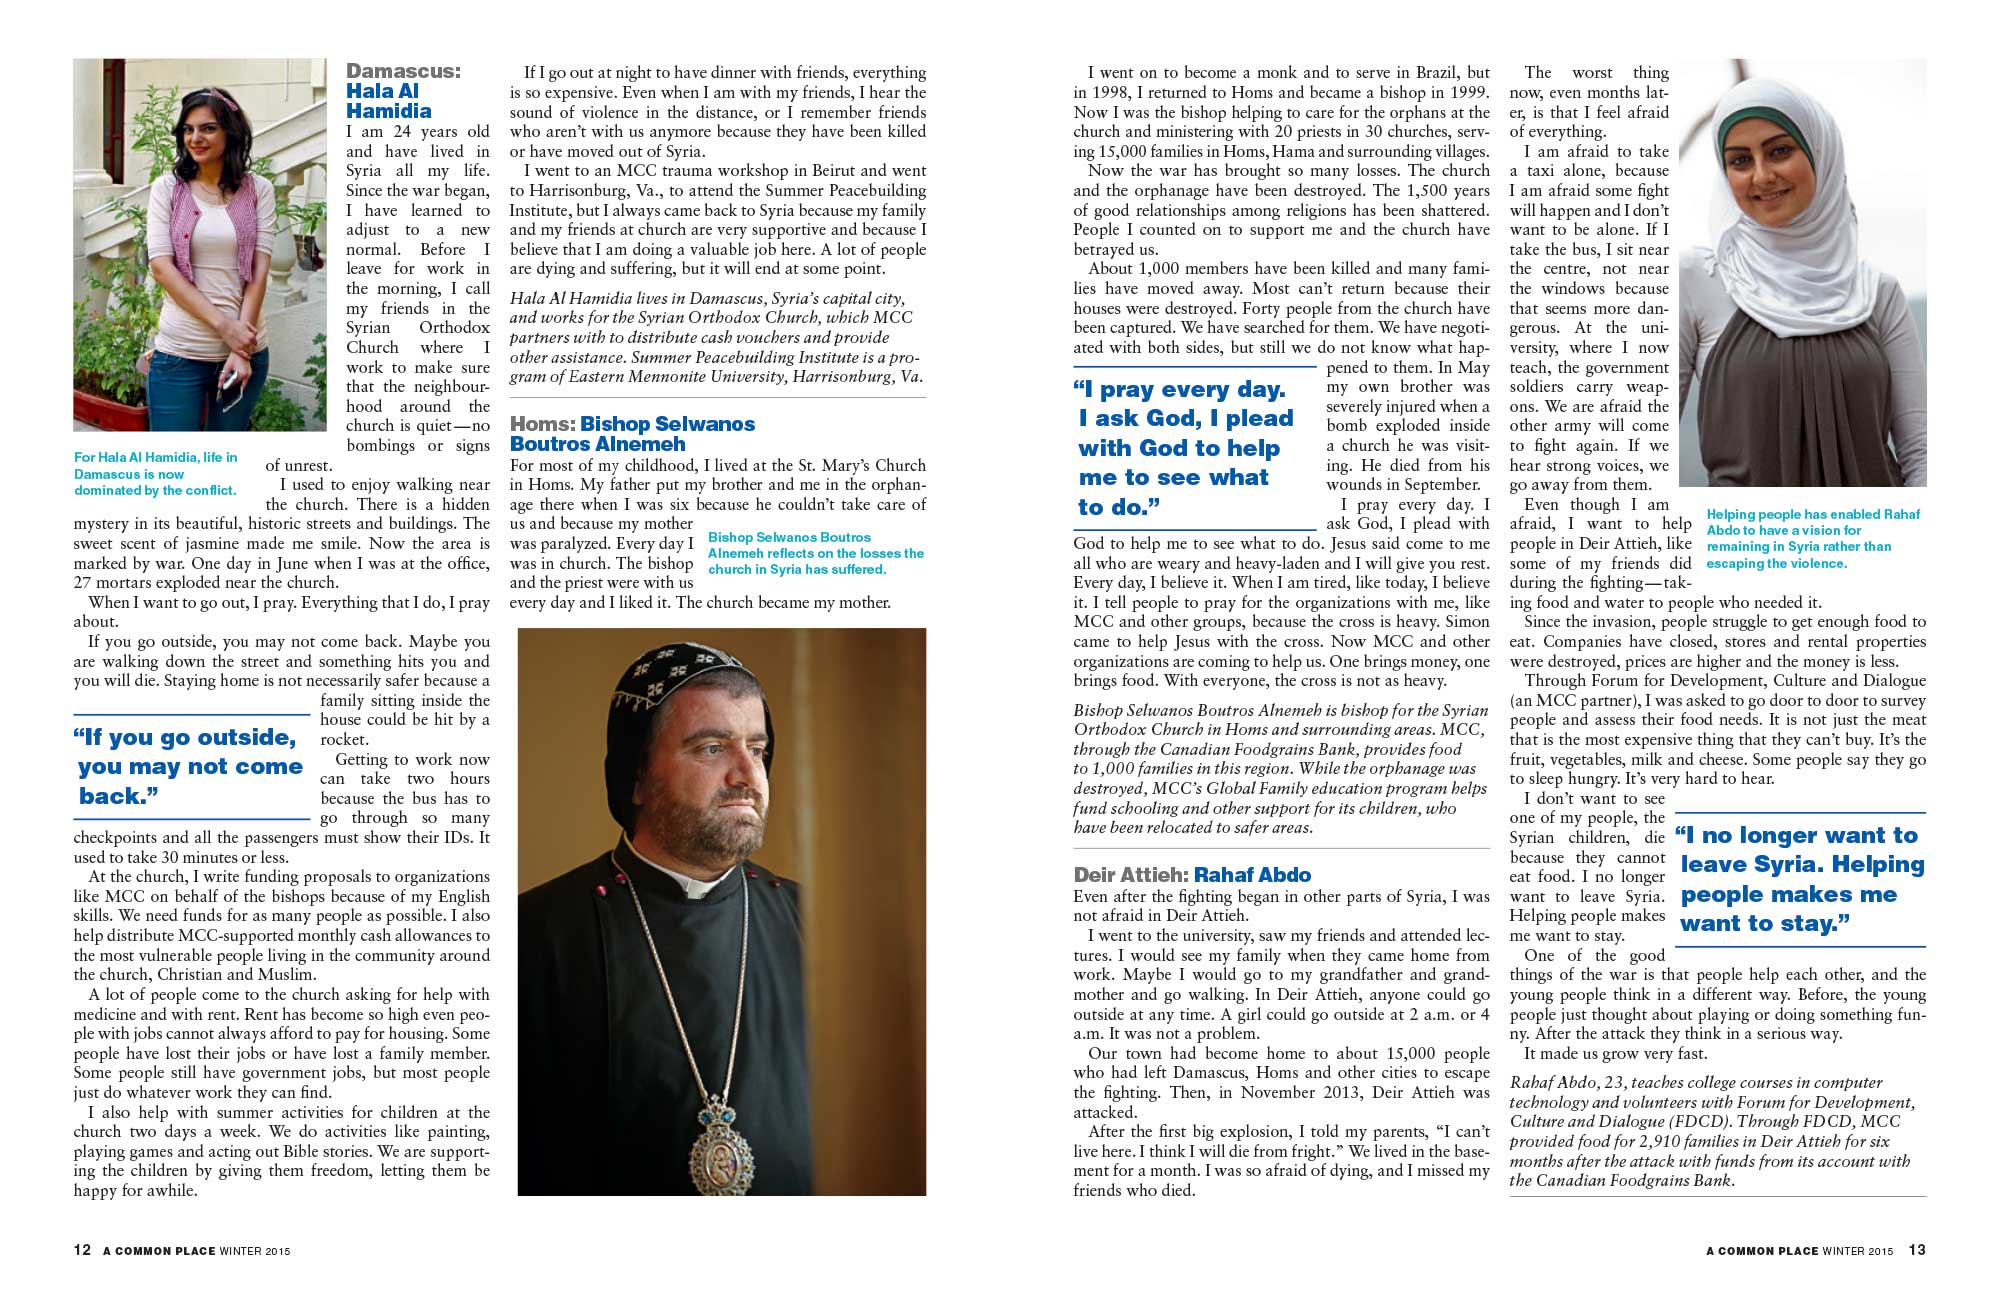 Damascus:
Hala Al
Hamidia
I am 24 years old
and have lived in
Syria all my life.
Since the war began,
I have learned to
adjust to a new
normal. Before I
leave for work in
the morning, I call
my friends in the
Syrian Orthodox
Church where I
work to make sure
that the neighbour-
hood around the
church is quiet—no
bombings or signs
of unrest.
For Hala Al Hamidia, life in
Damascus is now
dominated by the conflict.
I used to enjoy walking near
the church. There is a hidden
mystery in its beautiful, historic streets and buildings. The
sweet scent of jasmine made me smile. Now the area is
marked by war. One day in June when I was at the office,
27 mortars exploded near the church.
When I want to go out, I pray. Everything that I do, I pray
about.
If you go outside, you may not come back. Maybe you
are walking down the street and something hits you and
you will die. Staying home is not necessarily safer because a
family sitting inside the
house could be hit by a
rocket.
“If you go outside,
you may not come
back.”
Getting to work now
can take two hours
because the bus has to
go through so many
checkpoints and all the passengers must show their IDs. It
used to take 30 minutes or less.
At the church, I write funding proposals to organizations
like MCC on behalf of the bishops because of my English
skills. We need funds for as many people as possible. I also
help distribute MCC-supported monthly cash allowances to
the most vulnerable people living in the community around
the church, Christian and Muslim.
A lot of people come to the church asking for help with
medicine and with rent. Rent has become so high even peo-
ple with jobs cannot always afford to pay for housing. Some
people have lost their jobs or have lost a family member.
Some people still have government jobs, but most people
just do whatever work they can find.
I also help with summer activities for children at the
church two days a week. We do activities like painting,
playing games and acting out Bible stories. We are support-
ing the children by giving them freedom, letting them be
happy for awhile.
If I go out at night to have dinner with friends, everything
is so expensive. Even when I am with my friends, I hear the
sound of violence in the distance, or I remember friends
who aren’t with us anymore because they have been killed
or have moved out of Syria.
I went to an MCC trauma workshop in Beirut and went
to Harrisonburg, Va., to attend the Summer Peacebuilding
Institute, but I always came back to Syria because my family
and my friends at church are very supportive and because I
believe that I am doing a valuable job here. A lot of people
are dying and suffering, but it will end at some point.
Hala Al Hamidia lives in Damascus, Syria’s capital city,
and works for the Syrian Orthodox Church, which MCC
partners with to distribute cash vouchers and provide
other assistance. Summer Peacebuilding Institute is a pro-
gram of Eastern Mennonite University, Harrisonburg, Va.
Homs: Bishop Selwanos
Boutros Alnemeh
For most of my childhood, I lived at the St. Mary’s Church
in Homs. My father put my brother and me in the orphan-
age there when I was six because he couldn’t take care of
us and because my mother
was paralyzed. Every day I
was in church. The bishop
and the priest were with us
every day and I liked it. The church became my mother.
Bishop Selwanos Boutros
Alnemeh reflects on the losses the
church in Syria has suffered.
12 A COMMON PLACE WINTER 2015
I went on to become a monk and to serve in Brazil, but
in 1998, I returned to Homs and became a bishop in 1999.
Now I was the bishop helping to care for the orphans at the
church and ministering with 20 priests in 30 churches, serv-
ing 15,000 families in Homs, Hama and surrounding villages.
Now the war has brought so many losses. The church
and the orphanage have been destroyed. The 1,500 years
of good relationships among religions has been shattered.
People I counted on to support me and the church have
betrayed us.
About 1,000 members have been killed and many fami-
lies have moved away. Most can’t return because their
houses were destroyed. Forty people from the church have
been captured. We have searched for them. We have negoti-
ated with both sides, but still we do not know what hap-
pened to them. In May
my own brother was
severely injured when a
bomb exploded inside
a church he was visit-
ing. He died from his
wounds in September.
“I pray every day.
I ask God, I plead
with God to help
me to see what
to do.”
I pray every day. I
ask God, I plead with
God to help me to see what to do. Jesus said come to me
all who are weary and heavy-laden and I will give you rest.
Every day, I believe it. When I am tired, like today, I believe
it. I tell people to pray for the organizations with me, like
MCC and other groups, because the cross is heavy. Simon
came to help Jesus with the cross. Now MCC and other
organizations are coming to help us. One brings money, one
brings food. With everyone, the cross is not as heavy.
Bishop Selwanos Boutros Alnemeh is bishop for the Syrian
Orthodox Church in Homs and surrounding areas. MCC,
through the Canadian Foodgrains Bank, provides food
to 1,000 families in this region. While the orphanage was
destroyed, MCC’s Global Family education program helps
fund schooling and other support for its children, who
have been relocated to safer areas.
Deir Attieh: Rahaf Abdo
Even after the fighting began in other parts of Syria, I was
not afraid in Deir Attieh.
I went to the university, saw my friends and attended lec-
tures. I would see my family when they came home from
work. Maybe I would go to my grandfather and grand-
mother and go walking. In Deir Attieh, anyone could go
outside at any time. A girl could go outside at 2 a.m. or 4
a.m. It was not a problem.
Our town had become home to about 15,000 people
who had left Damascus, Homs and other cities to escape
the fighting. Then, in November 2013, Deir Attieh was
attacked.
After the first big explosion, I told my parents, “I can’t
live here. I think I will die from fright.” We lived in the base-
ment for a month. I was so afraid of dying, and I missed my
friends who died.
The worst thing
now, even months lat-
er, is that I feel afraid
of everything.
I am afraid to take
a taxi alone, because
I am afraid some fight
will happen and I don’t
want to be alone. If I
take the bus, I sit near
the centre, not near
the windows because
that seems more dan-
gerous. At the uni-
versity, where I now
teach, the government
soldiers carry weap-
ons. We are afraid the
other army will come
to fight again. If we
hear strong voices, we
go away from them.
Even though I am
afraid, I want to help
people in Deir Attieh, like
some of my friends did
during the fighting—tak-
ing food and water to people who needed it.
Helping people has enabled Rahaf
Abdo to have a vision for
remaining in Syria rather than
escaping the violence.
Since the invasion, people struggle to get enough food to
eat. Companies have closed, stores and rental properties
were destroyed, prices are higher and the money is less.
Through Forum for Development, Culture and Dialogue
(an MCC partner), I was asked to go door to door to survey
people and assess their food needs. It is not just the meat
that is the most expensive thing that they can’t buy. It’s the
fruit, vegetables, milk and cheese. Some people say they go
to sleep hungry. It’s very hard to hear.
I don’t want to see
one of my people, the
Syrian children, die
because they cannot
eat food. I no longer
want to leave Syria.
Helping people makes
me want to stay.
“I no longer want to
leave Syria. Helping
people makes me
want to stay.”
One of the good
things of the war is that people help each other, and the
young people think in a different way. Before, the young
people just thought about playing or doing something fun-
ny. After the attack they think in a serious way.
It made us grow very fast.
Rahaf Abdo, 23, teaches college courses in computer
technology and volunteers with Forum for Development,
Culture and Dialogue (FDCD). Through FDCD, MCC
provided food for 2,910 families in Deir Attieh for six
months after the attack with funds from its account with
the Canadian Foodgrains Bank.
A COMMON PLACE WINTER 2015 13